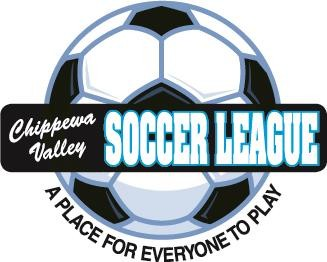 Chippewa
Valley
SOCCER LEAGUE
A PLACE FOR EVERYONE TO PLAY